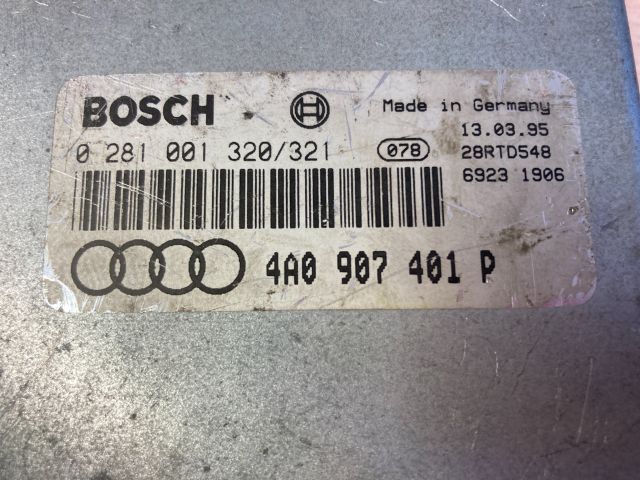 BOSCH
Made in Germany
13.03.95
0 281 001 320/321
078
28RTD548
6923 1906
4A0 907 401 P